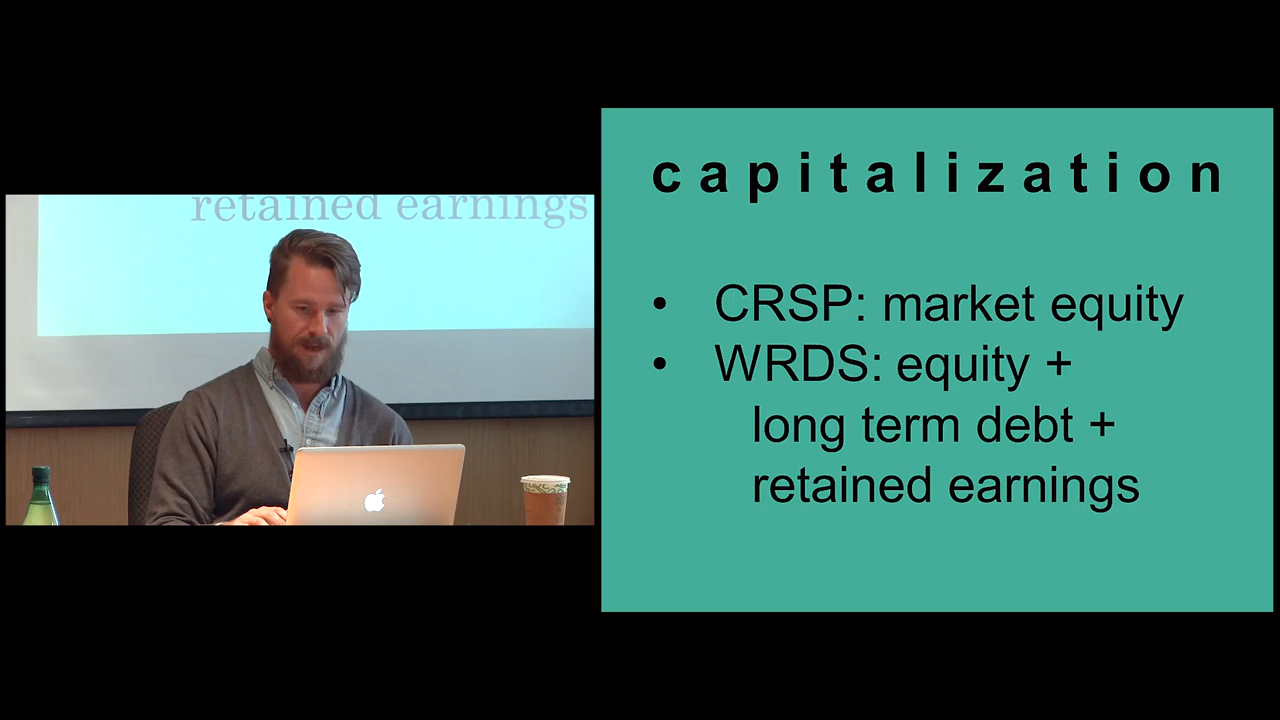 retained earnings
c a p i t a l i z a t i o n
• CRSP: market equity
• WRDS: equity +
long term debt +
retained earnings